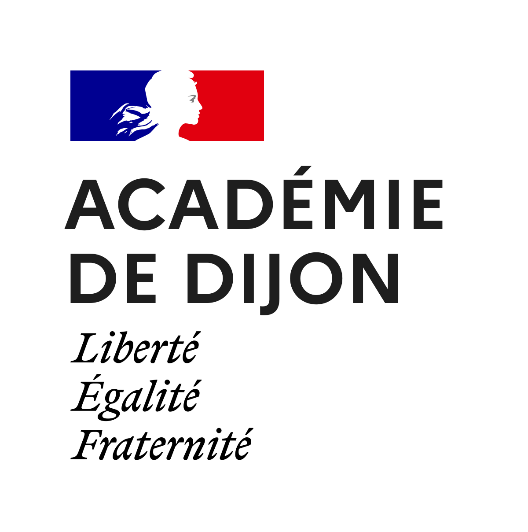 ACADÉMIE
DE DIJON
Liberté
Égalité
Fraternité